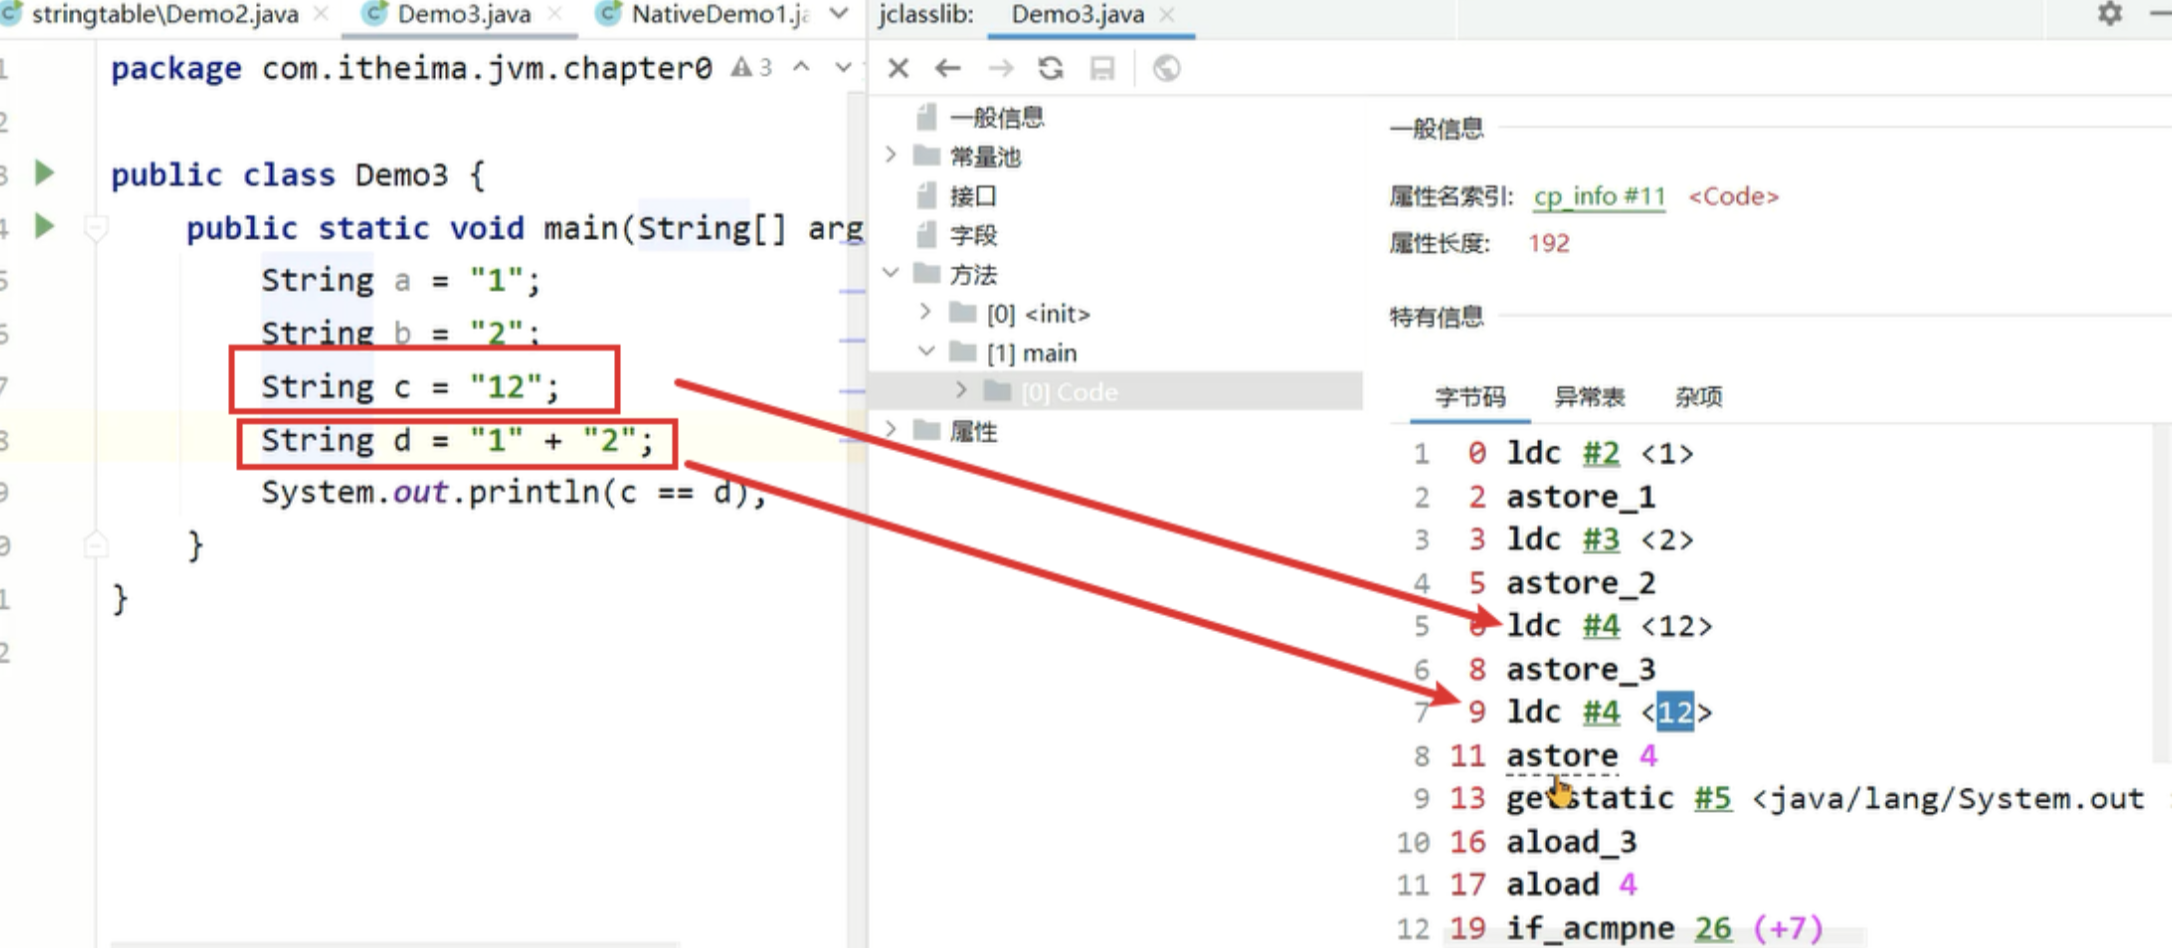 stringtable\Demo2.java
Demo3.java
NativeDemo1.ja
jclasslib:
Demo3.java
1 package com.itheima.jvm.chapter0 3
2
3 public class Demo3 {
4 public static void main(String[] arg
5 String a = "1";
6 String b = "2";
7 String c = "12";
8 String d = "1" + "2";
9 System.out.println(c == d);
0 }
1 }
2
一般信息
常量池
接口
字段
方法
[0] <init>
[1] main
[0] Code
属性
一般信息
属性名索引: cp_info #11 <Code>
属性长度: 192
特有信息
字节码 异常表 杂项
1 0 ldc #2 <1>
2 2 astore_1
3 3 ldc #3 <2>
4 5 astore_2
5 6 ldc #4 <12>
6 8 astore_3
7 9 ldc #4 <12>
8 11 astore 4
9 13 getstatic #5 <java/lang/System.out
10 16 aload_3
11 17 aload 4
12 19 if_acmpne 26 (+7)